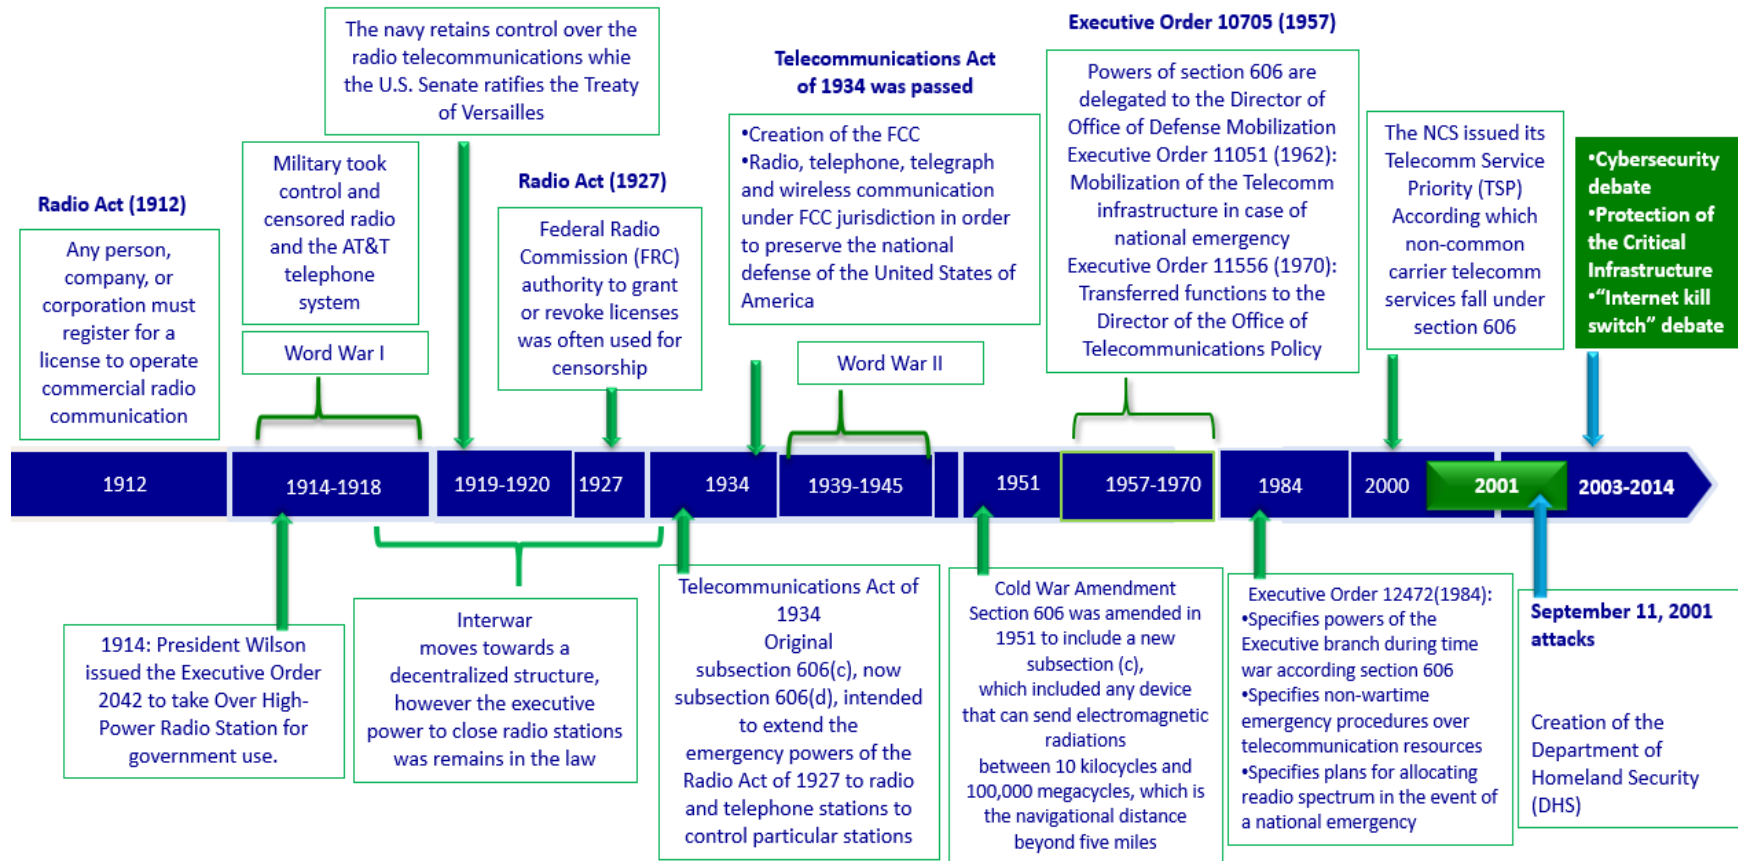 The navy retains control over the
radio telecommunications whie
the U.S. Senate ratifies the Treaty
of Versailles
Executive Order 10705 (1957)
Telecommunications Act
of 1934 was passed
Powers of section 606 are
delegated to the Director of
Office of Defense Mobilization
Executive Order 11051 (1962):
Mobilization of the Telecomm
infrastructure in case of
national emergency
Executive Order 11556 (1970):
Transferred functions to the
Director of the Office of
Telecommunications Policy
•Creation of the FCC
•Radio, telephone, telegraph
and wireless communication
under FCC jurisdiction in order
to preserve the national
defense of the United States of
America
The NCS issued its
Telecomm Service
Priority (TSP)
According which
non-common
carrier telecomm
services fall under
section 606
•Cybersecurity
debate
•Protection of
the Critical
Infrastructure
•“Internet kill
switch” debate
Military took
control and
censored radio
and the AT&T
telephone
system
Radio Act (1927)
Federal Radio
Commission (FRC)
authority to grant
or revoke licenses
was often used for
censorship
Radio Act (1912)
Any person,
company, or
corporation must
register for a
license to operate
commercial radio
communication
Word War I
Word War II
1912
1914-1918
1919-1920
1927
1934
1939-1945
1951
1957-1970
1984
2000
2001
2003-2014
1914: President Wilson
issued the Executive Order
2042 to take Over High-
Power Radio Station for
government use.
Interwar
moves towards a
decentralized structure,
however the executive
power to close radio stations
was remains in the law
Telecommunications Act of
1934
Original
subsection 606(c), now
subsection 606(d), intended
to extend the
emergency powers of the
Radio Act of 1927 to radio
and telephone stations to
control particular stations
Cold War Amendment
Section 606 was amended in
1951 to include a new
subsection (c),
which included any device
that can send electromagnetic
radiations
between 10 kilocycles and
100,000 megacycles, which is
the navigational distance
beyond five miles
Executive Order 12472(1984):
•Specifies powers of the
Executive branch during time
war according section 606
•Specifies non-wartime
emergency procedures over
telecommunication resources
•Specifies plans for allocating
readio spectrum in the event of
a national emergency
September 11, 2001
attacks
Creation of the
Department of
Homeland Security
(DHS)